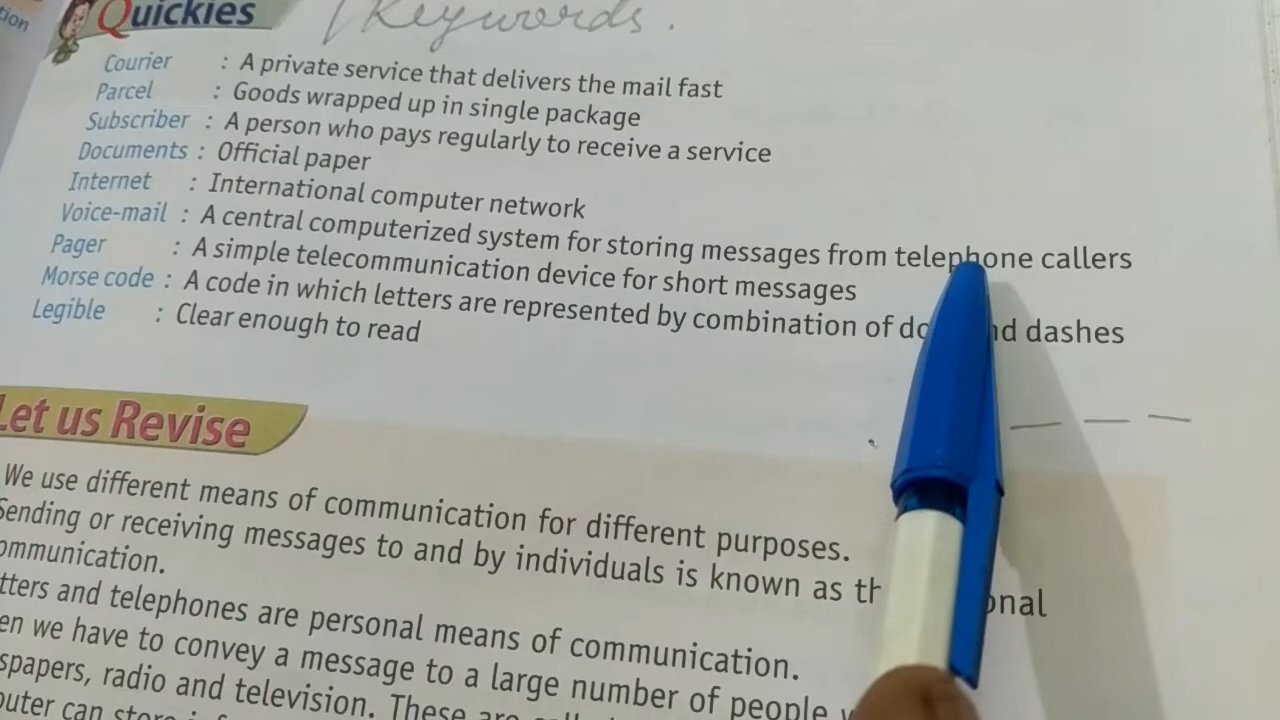 tion
Quickies
Keywords.
Courier : A private service that delivers the mail fast
Parcel : Goods wrapped up in single package
Subscriber : A person who pays regularly to receive a service
Documents : Official paper
Internet : International computer network
Voice-mail : A central computerized system for storing messages from telephone callers
Pager : A simple telecommunication device for short messages
Morse code : A code in which letters are represented by combination of dashes
Legible : Clear enough to read
Let us Revise
We use different means of communication for different purposes.
Sending or receiving messages to and by individuals is known as
ommunication.
tters and telephones are personal means of communication.
en we have to convey a message to a large number of people
spapers, radio and television. These are
puter can